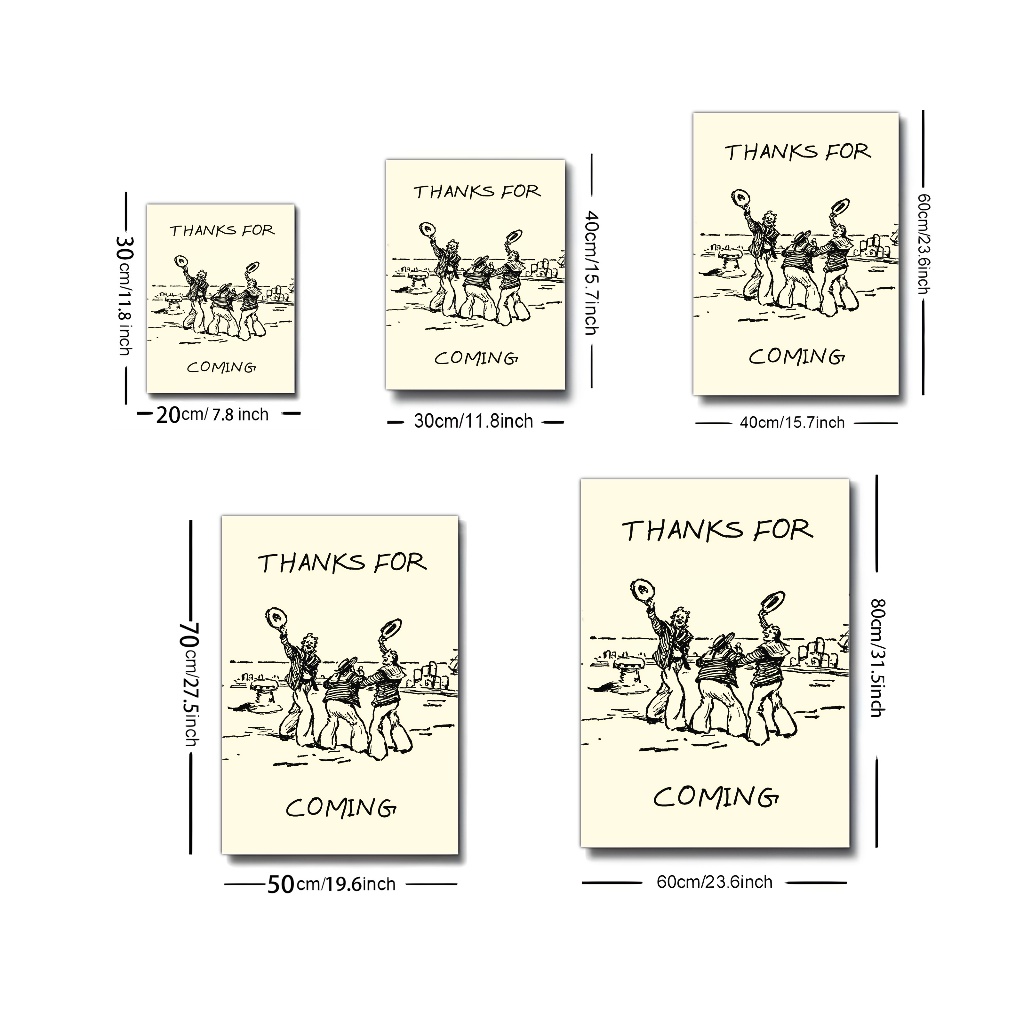 THANKS FOR
COMING
30cm/11.8 inch
20cm/ 7.8 inch
THANKS FOR
COMING
40cm/15.7inch
30cm/11.8inch
THANKS FOR
COMING
60cm/23.6inch
40cm/15.7inch
THANKS FOR
COMING
70cm/27.5inch
50cm/19.6inch
THANKS FOR
COMING
80cm/31.5inch
60cm/23.6inch